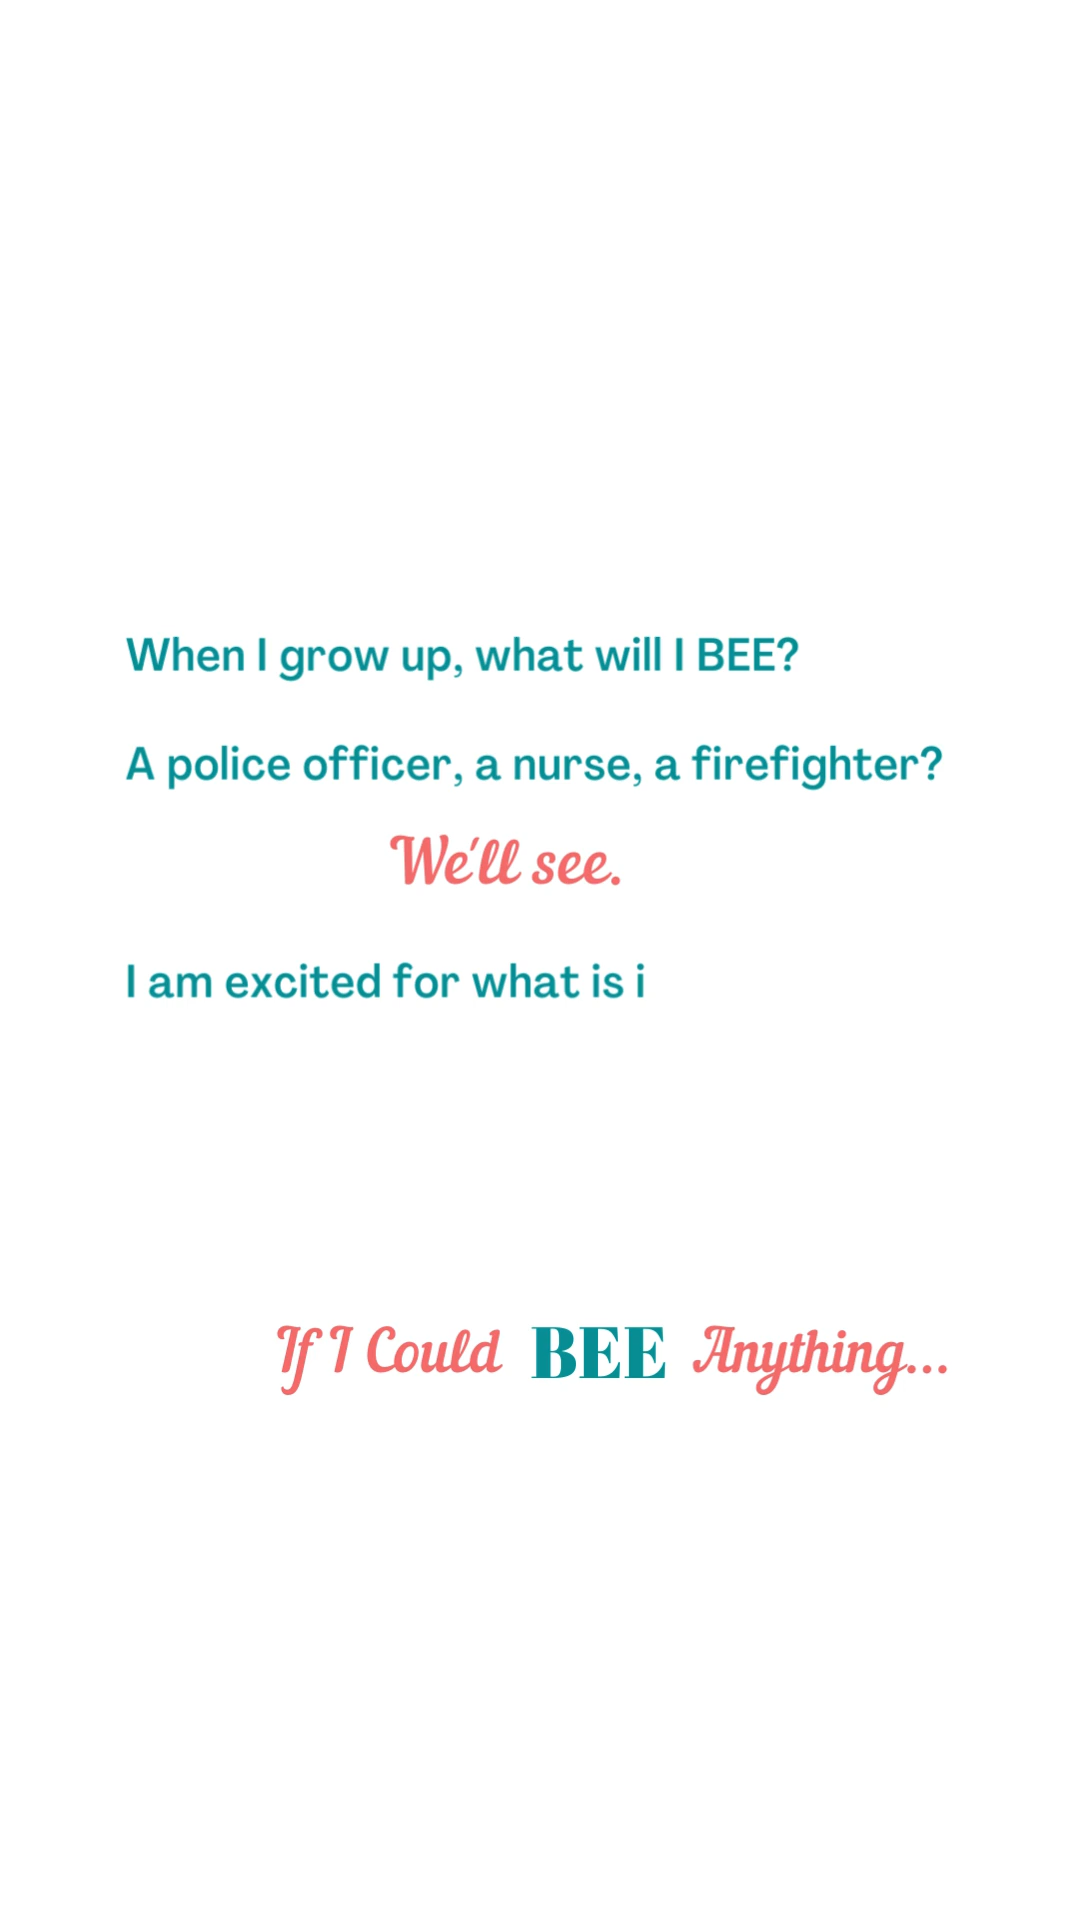 When I grow up, what will I BEE?
A police officer, a nurse, a firefighter?
We'll see.
I am excited for what is i
If I Could BEE Anything...